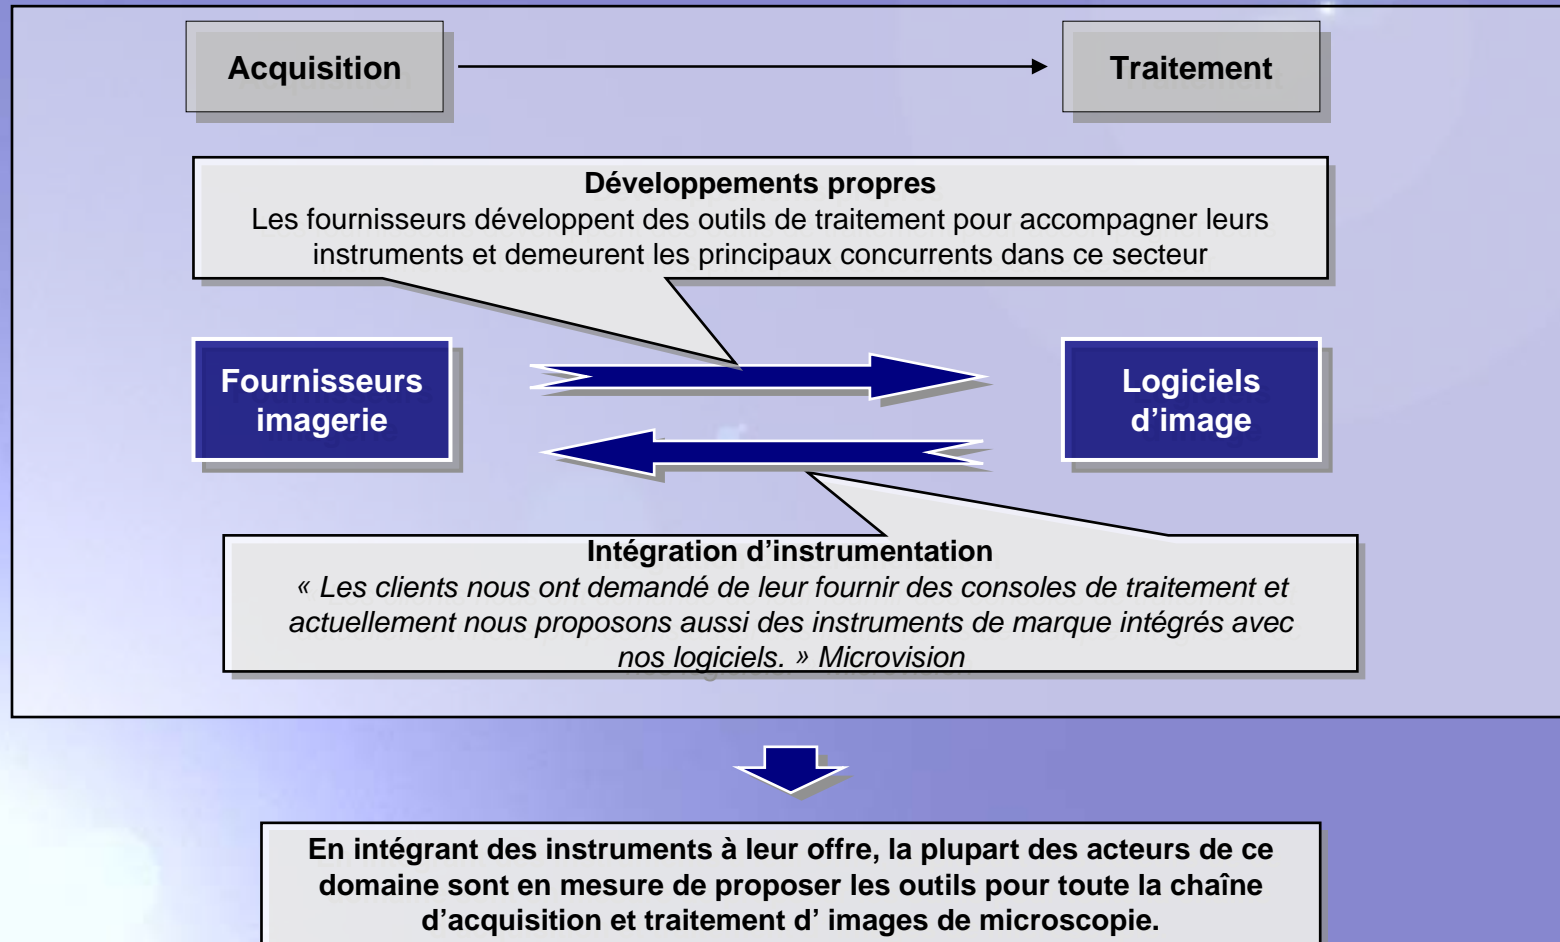 Acquisition
Traitement
Développements propres
Les fournisseurs développent des outils de traitement pour accompagner leurs
instruments et demeurent les principaux concurrents dans ce secteur
Fournisseurs
imagerie
Logiciels
d’image
Intégration d’instrumentation
« Les clients nous ont demandé de leur fournir des consoles de traitement et
actuellement nous proposons aussi des instruments de marque intégrés avec
nos logiciels. » Microvision
En intégrant des instruments à leur offre, la plupart des acteurs de ce
domaine sont en mesure de proposer les outils pour toute la chaîne
d’acquisition et traitement d’ images de microscopie.